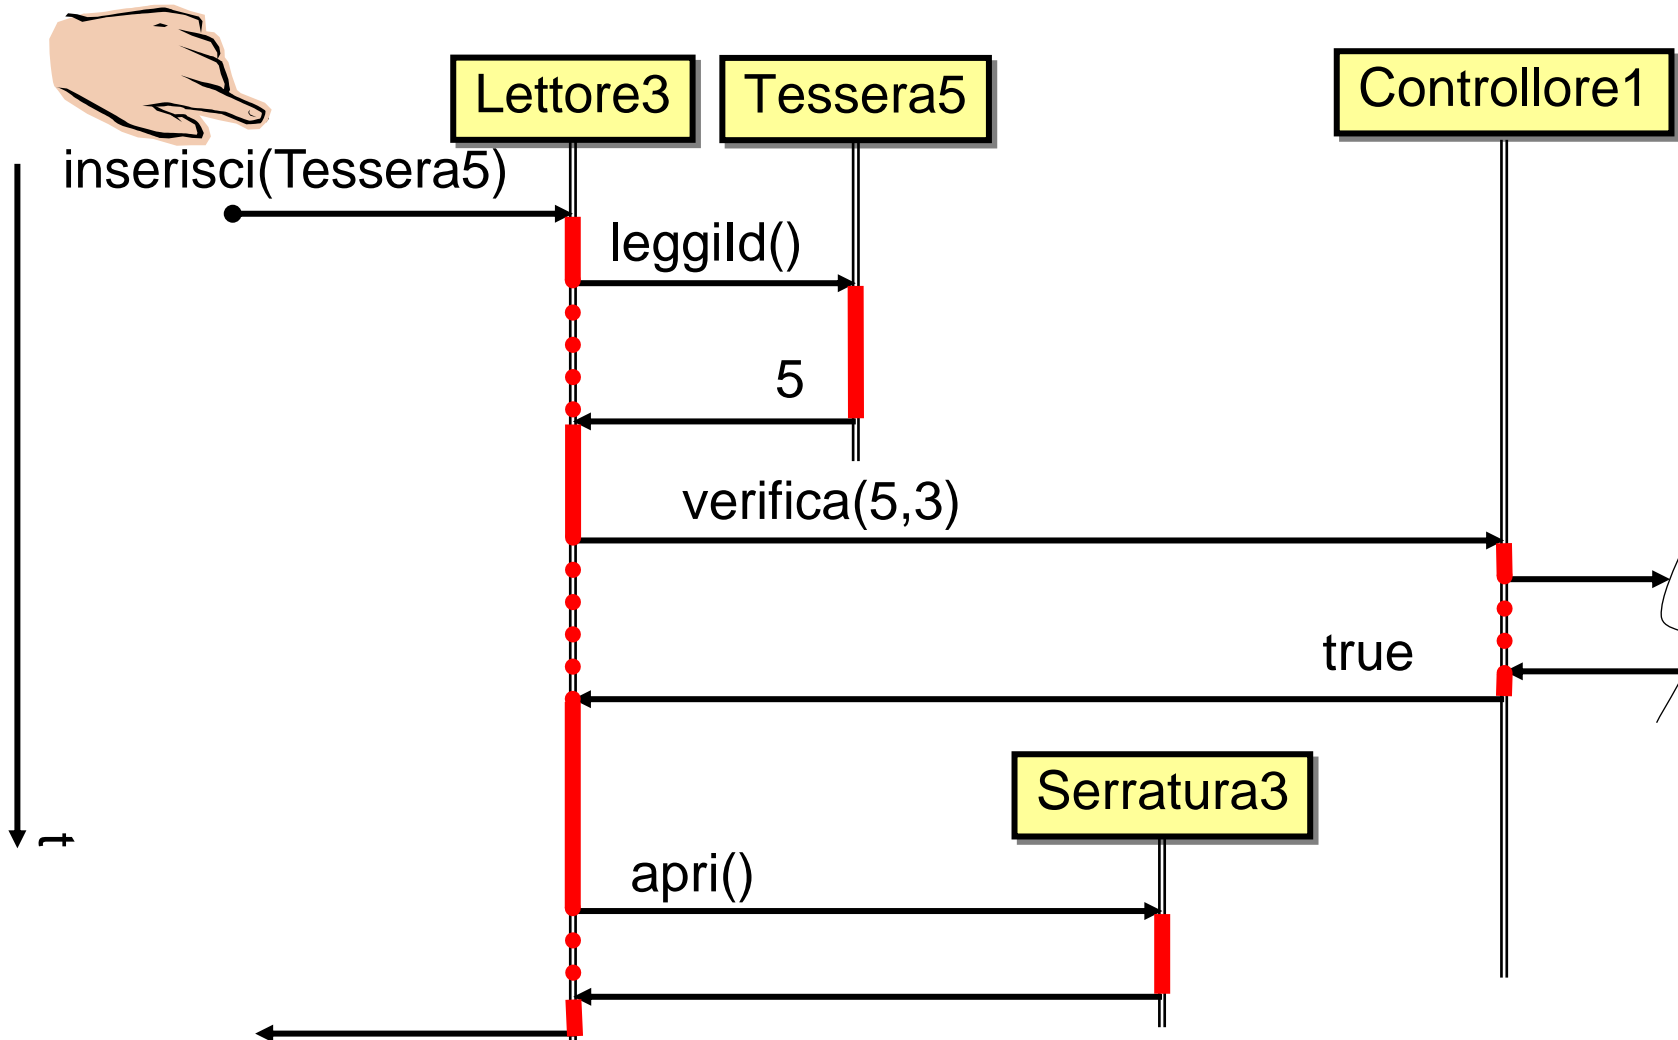 Lettore3
Tessera5
Controllore1
inserisci(Tessera5)
leggiId()
5
verifica(5,3)
true
Serratura3
t
apri()